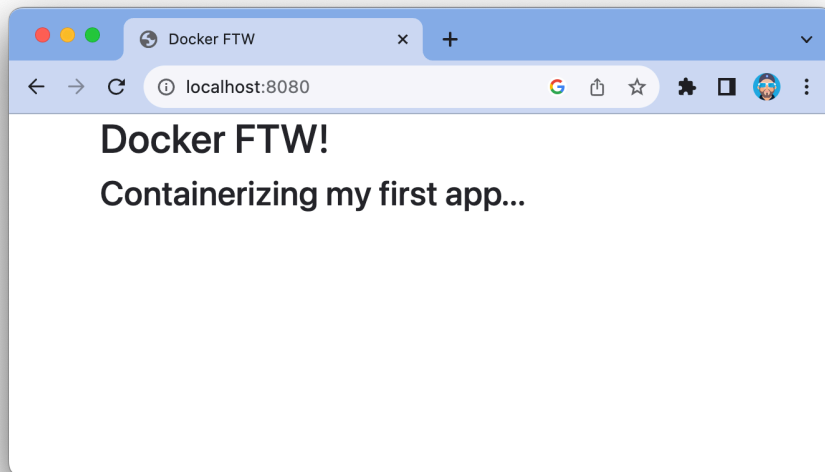 Docker FTW
localhost:8080
Docker FTW!
Containerizing my first app...